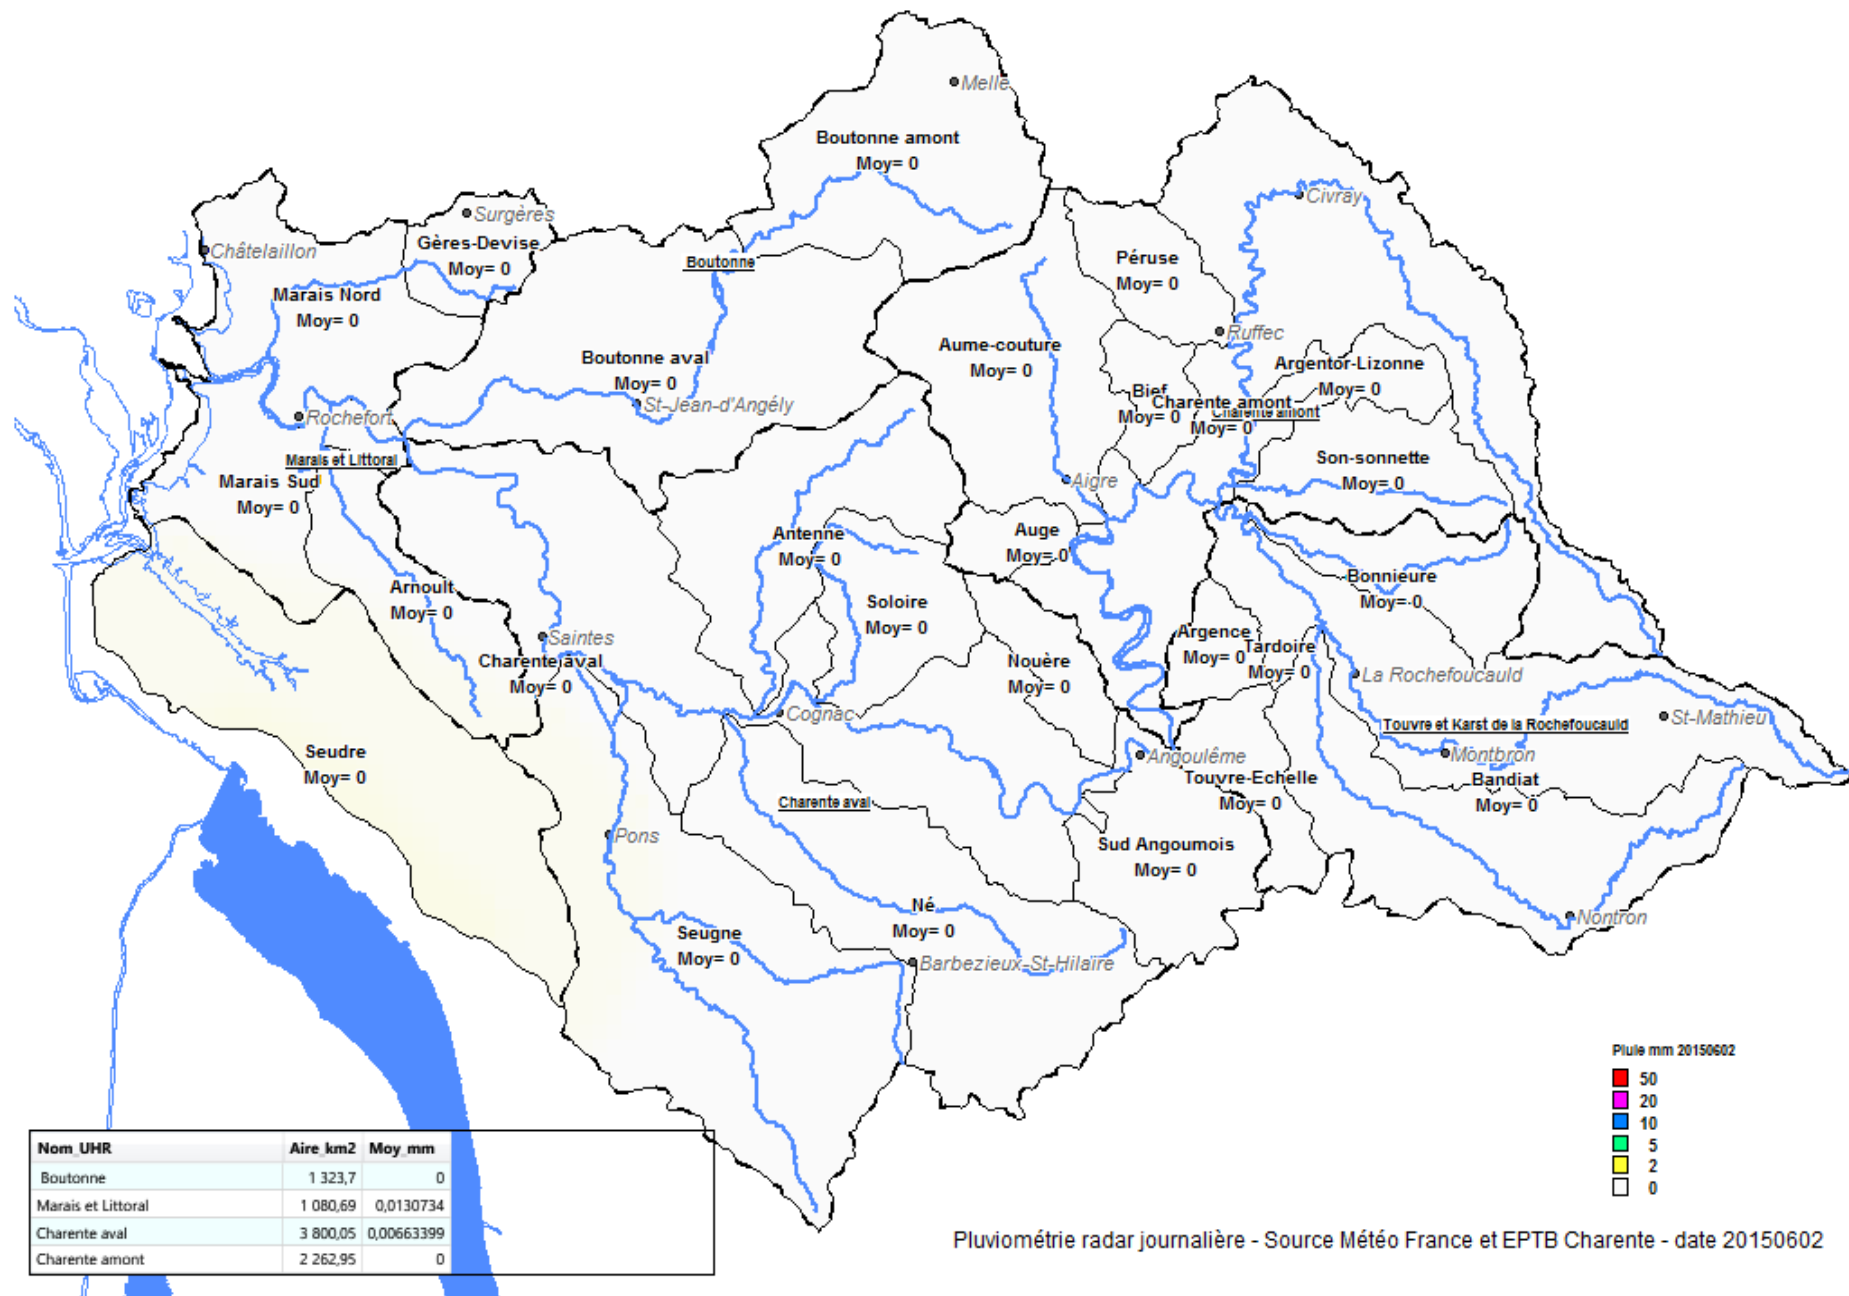 Melle
Boutonne amont
Moy= 0
Civray
Surgères
Châtelaillon
Gères-Devise
Moy= 0
Boutonne
Péruse
Moy= 0
Marais Nord
Moy= 0
Ruffec
Aume-couture
Moy= 0
Boutonne aval
Moy= 0
Argentor-Lizonne
Moy= 0
Bief
Moy= 0
Charente amont
Moy= 0
Charente amont
St-Jean-d'Angély
Rochefort
Marais et Littoral
Marais Sud
Moy= 0
Son-sonnette
Moy= 0
Aigre
Antenne
Moy= 0
Auge
Moy= 0
Arnoult
Moy= 0
Bonnieure
Moy= 0
Soloire
Moy= 0
Saintes
Charente aval
Moy= 0
Argence
Moy= 0
Tardoire
Moy= 0
Nouère
Moy= 0
La Rochefoucauld
Cognac
Touvre et Karst de la Rochefoucauld
St-Mathieu
Seudre
Moy= 0
Angoulême
Montbron
Touvre-Echelle
Moy= 0
Bandiat
Moy= 0
Charente aval
Pons
Sud Angoumois
Moy= 0
Né
Moy= 0
Nontron
Seugne
Moy= 0
Barbezieux-St-Hilaire
Pluie mm 20150602
50
20
10
5
2
0
Nom_UHR Aire_km2 Moy_mm
Boutonne 1 323,7 0
Marais et Littoral 1 080,69 0,0130734
Charente aval 3 800,05 0,00663399
Charente amont 2 262,95 0
Pluviométrie radar journalière - Source Météo France et EPTB Charente - date 20150602